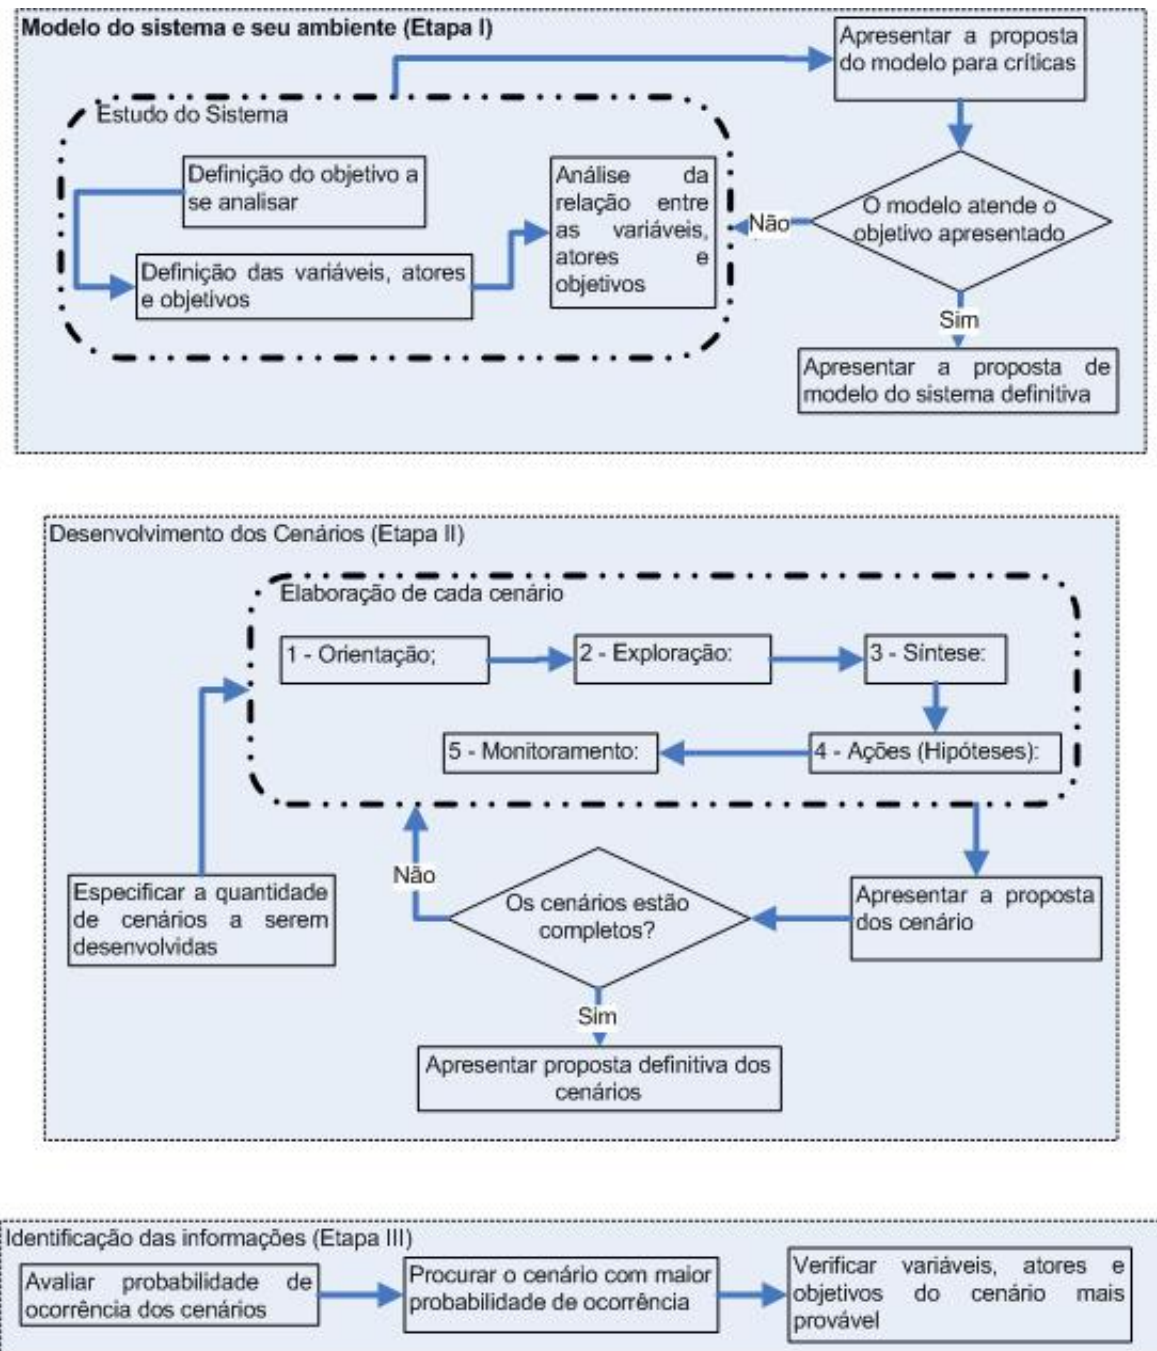 Modelo do sistema e seu ambiente (Etapa I)
Estudo do Sistema
Definição do objetivo a
se analisar
Definição das variáveis, atores
e objetivos
Análise da
relação entre
as variáveis,
atores e
objetivos
Apresentar a proposta
do modelo para críticas
O modelo atende o
objetivo apresentado
Não
Sim
Apresentar a proposta de
modelo do sistema definitiva
Desenvolvimento dos Cenários (Etapa II)
Elaboração de cada cenário
1 - Orientação;
2 - Exploração:
3 - Síntese:
4 - Ações (Hipóteses):
5 - Monitoramento:
Especificar a quantidade
de cenários a serem
desenvolvidas
Apresentar a proposta
dos cenário
Os cenários estão
completos?
Não
Sim
Apresentar proposta definitiva dos
cenários
Identificação das informações (Etapa III)
Avaliar probabilidade de
ocorrência dos cenários
Procurar o cenário com maior
probabilidade de ocorrência
Verificar variáveis, atores e
objetivos do cenário mais
provável